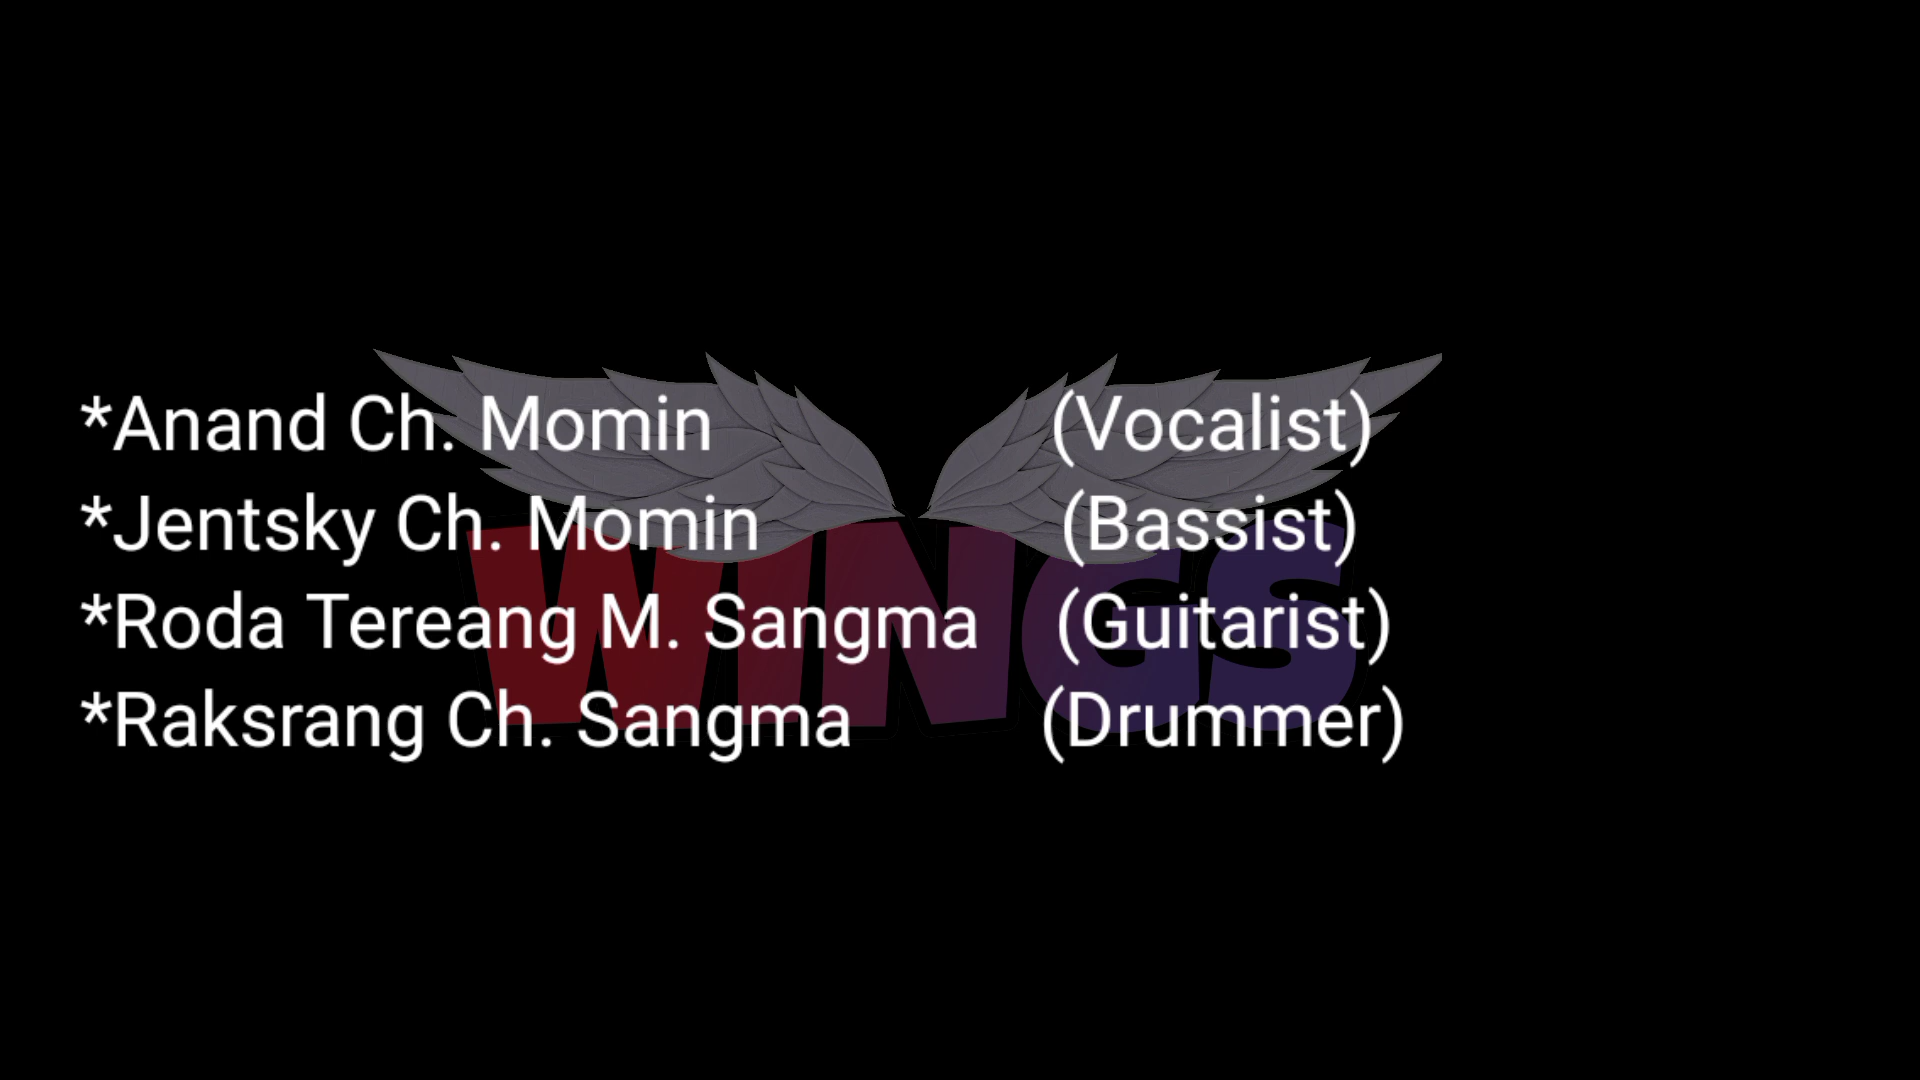 *Anand Ch. Momin (Vocalist)
*Jentsky Ch. Momin (Bassist)
*Roda Tereang M. Sangma (Guitarist)
*Raksrang Ch. Sangma (Drummer)
WINGS